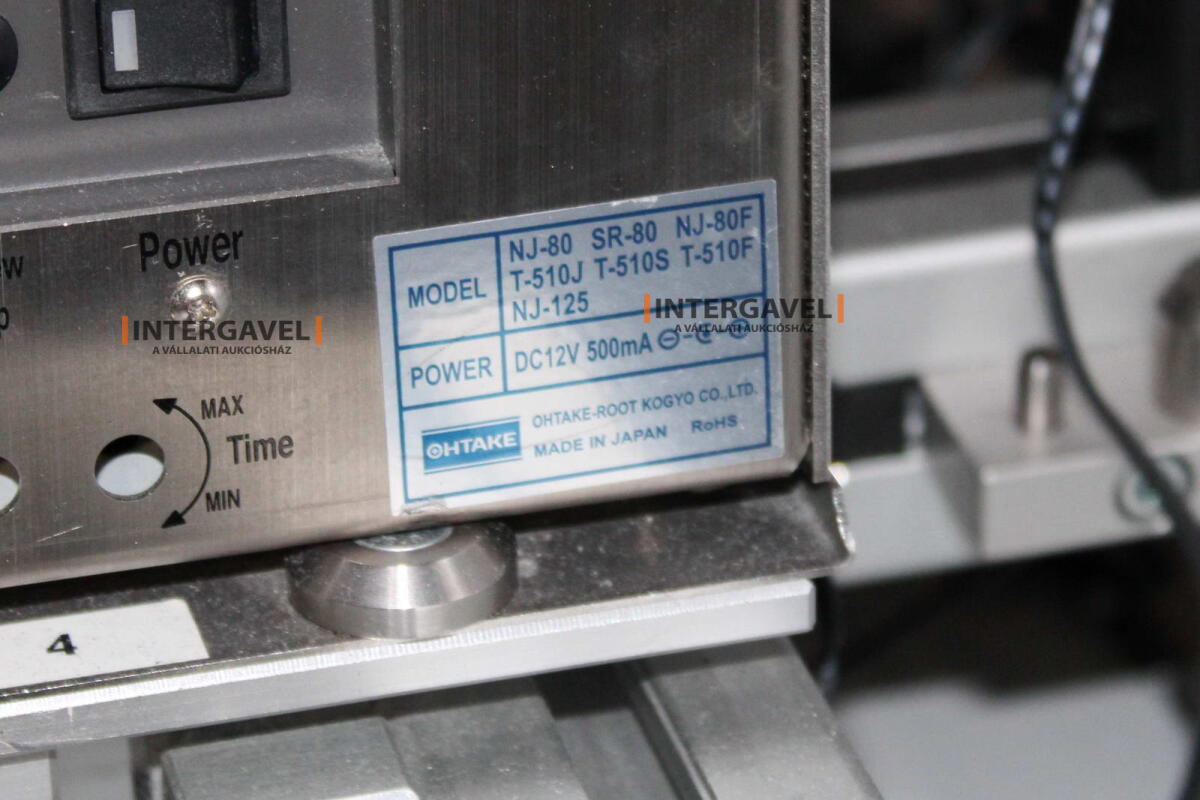 Power
MODEL
NJ-80 SR-80 NJ-80F
T-510J T-510S T-510F
NJ-125
POWER
DC12V 500mA
OHTAKE
OHTAKE-ROOT KOGYO CO.,LTD.
MADE IN JAPAN RoHS
INTERGAVEL
A VÁLLALATI AUKCIÓSHÁZ
INTERGAVEL
A VÁLLALATI AUKCIÓSHÁZ
MAX
Time
MIN
4